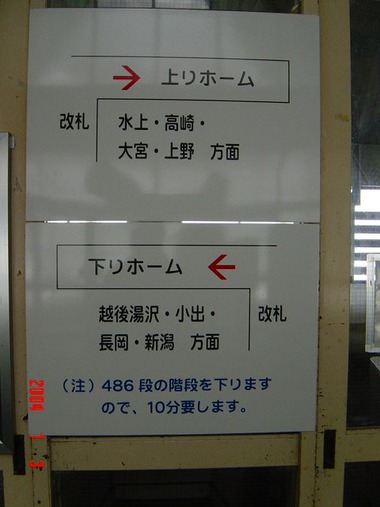 上りホーム
改札
水上・高崎・
大宮・上野 方面
下りホーム
越後湯沢・小出・
長岡・新潟 方面
改札
(注) 486 段の階段を下ります
ので、10分要します。
2004 1 3